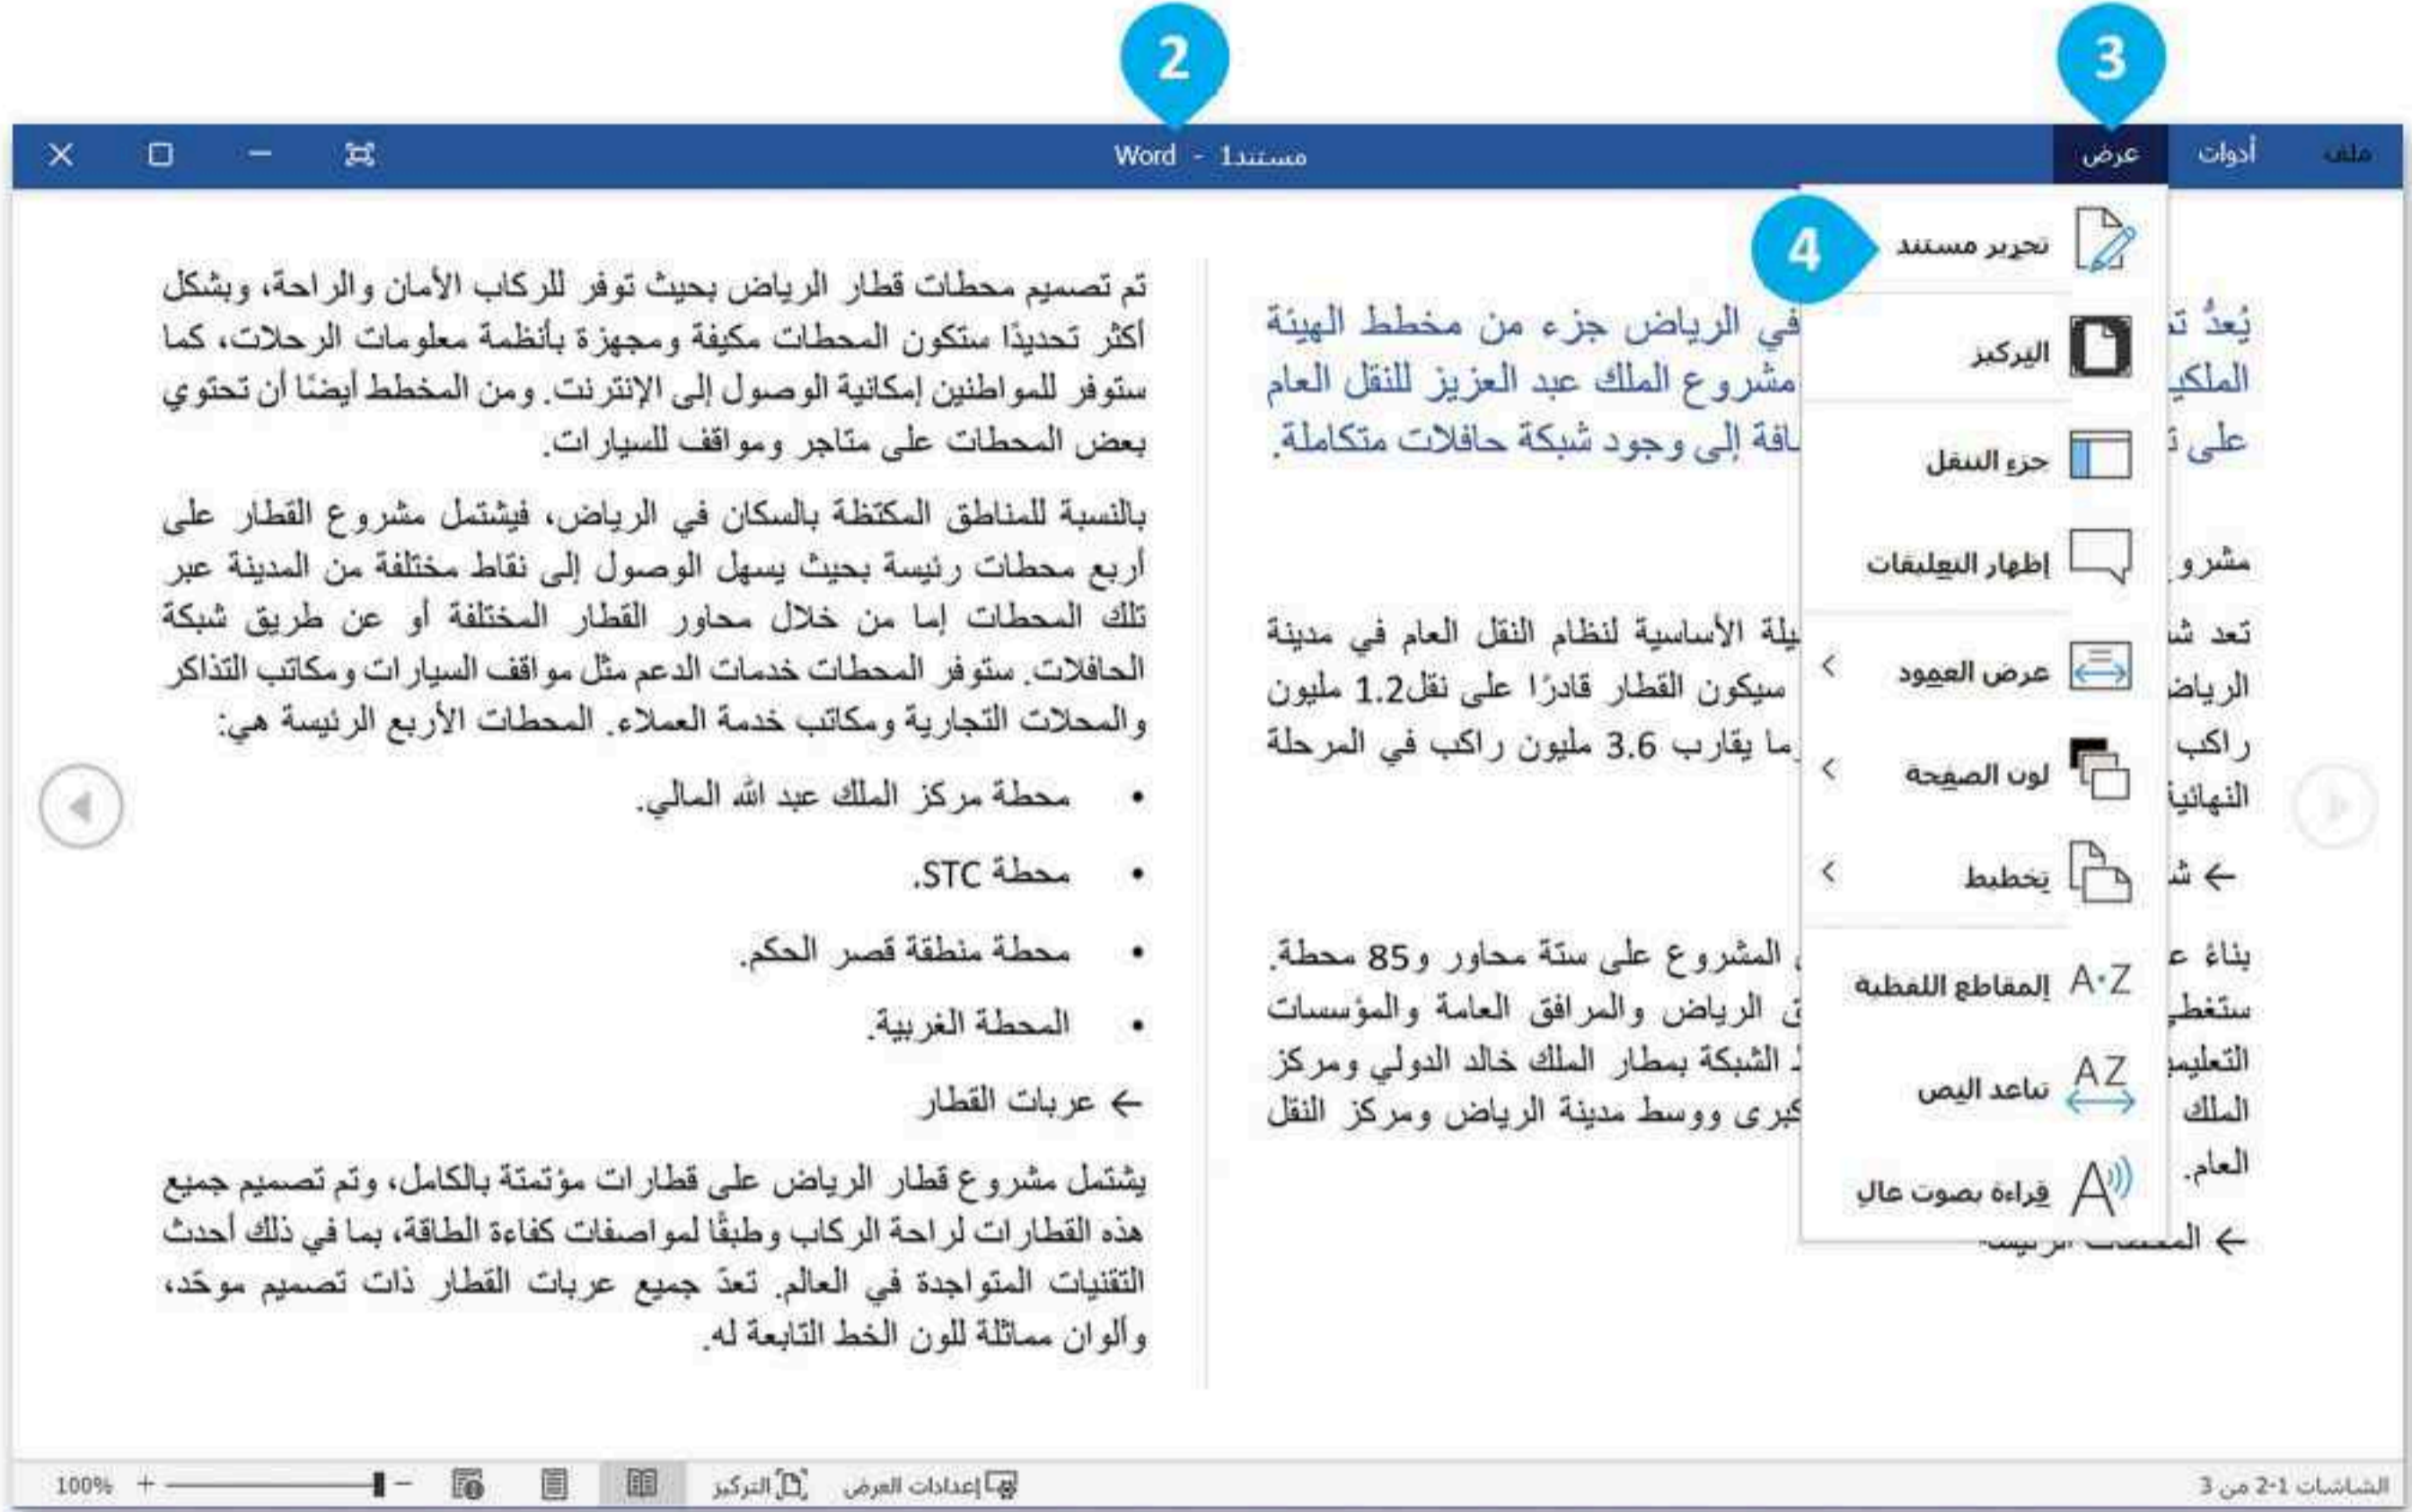 2
3
ملف
أدوات
عرض
مستند1 - Word
4
تحرير مستند
التركيز
جزء التنقل
إظهار التعليقات
عرض العمود
لون الصفحة
تخطيط
المقاطع اللفظية
تباعد النص
قراءة بصوت عالٍ
يُعدُّ في الرياض جزء من مخطط الهيئة
مشروع الملك عبد العزيز للنقل العام
على إلى وجود شبكة حافلات متكاملة.
تعد الأساسية لنظام النقل العام في مدينة
سيكون القطار قادرًا على نقل1.2 مليون
راكب ما يقارب 3.6 مليون راكب في المرحلة
←
بناءً المشروع على ستة محاور و85 محطة.
الرياض والمرافق العامة والمؤسسات
الشبكة بمطار الملك خالد الدولي ومركز
الملك كبرى ووسط مدينة الرياض ومركز النقل
العام.
←
تم تصميم محطات قطار الرياض بحيث توفر للركاب الأمان والراحة، وبشكل
أكثر تحديدًا ستكون المحطات مكيفة ومجهزة بأنظمة معلومات الرحلات، كما
ستوفر للمواطنين إمكانية الوصول إلى الإنترنت. ومن المخطط أيضًا أن تحتوي
بعض المحطات على متاجر ومواقف للسيارات.
بالنسبة للمناطق المكتظة بالسكان في الرياض، فيشتمل مشروع القطار على
أربع محطات رئيسة بحيث يسهل الوصول إلى نقاط مختلفة من المدينة عبر
تلك المحطات إما من خلال محاور القطار المختلفة أو عن طريق شبكة
الحافلات. ستوفر المحطات خدمات الدعم مثل مواقف السيارات ومكاتب التذاكر
والمحلات التجارية ومكاتب خدمة العملاء. المحطات الأربع الرئيسة هي:
• محطة مركز الملك عبد الله المالي.
• محطة STC.
• محطة منطقة قصر الحكم.
• المحطة الغربية.
← عربات القطار
يشتمل مشروع قطار الرياض على قطارات مؤتمتة بالكامل، وتم تصميم جميع
هذه القطارات لراحة الركاب وطبقًا لمواصفات كفاءة الطاقة، بما في ذلك أحدث
التقنيات المتواجدة في العالم. تعدّ جميع عربات القطار ذات تصميم موحّد،
وألوان مماثلة للون الخط التابعة له.
الشاشات 1-2 من 3
إعدادات العرض
التركيز
100%